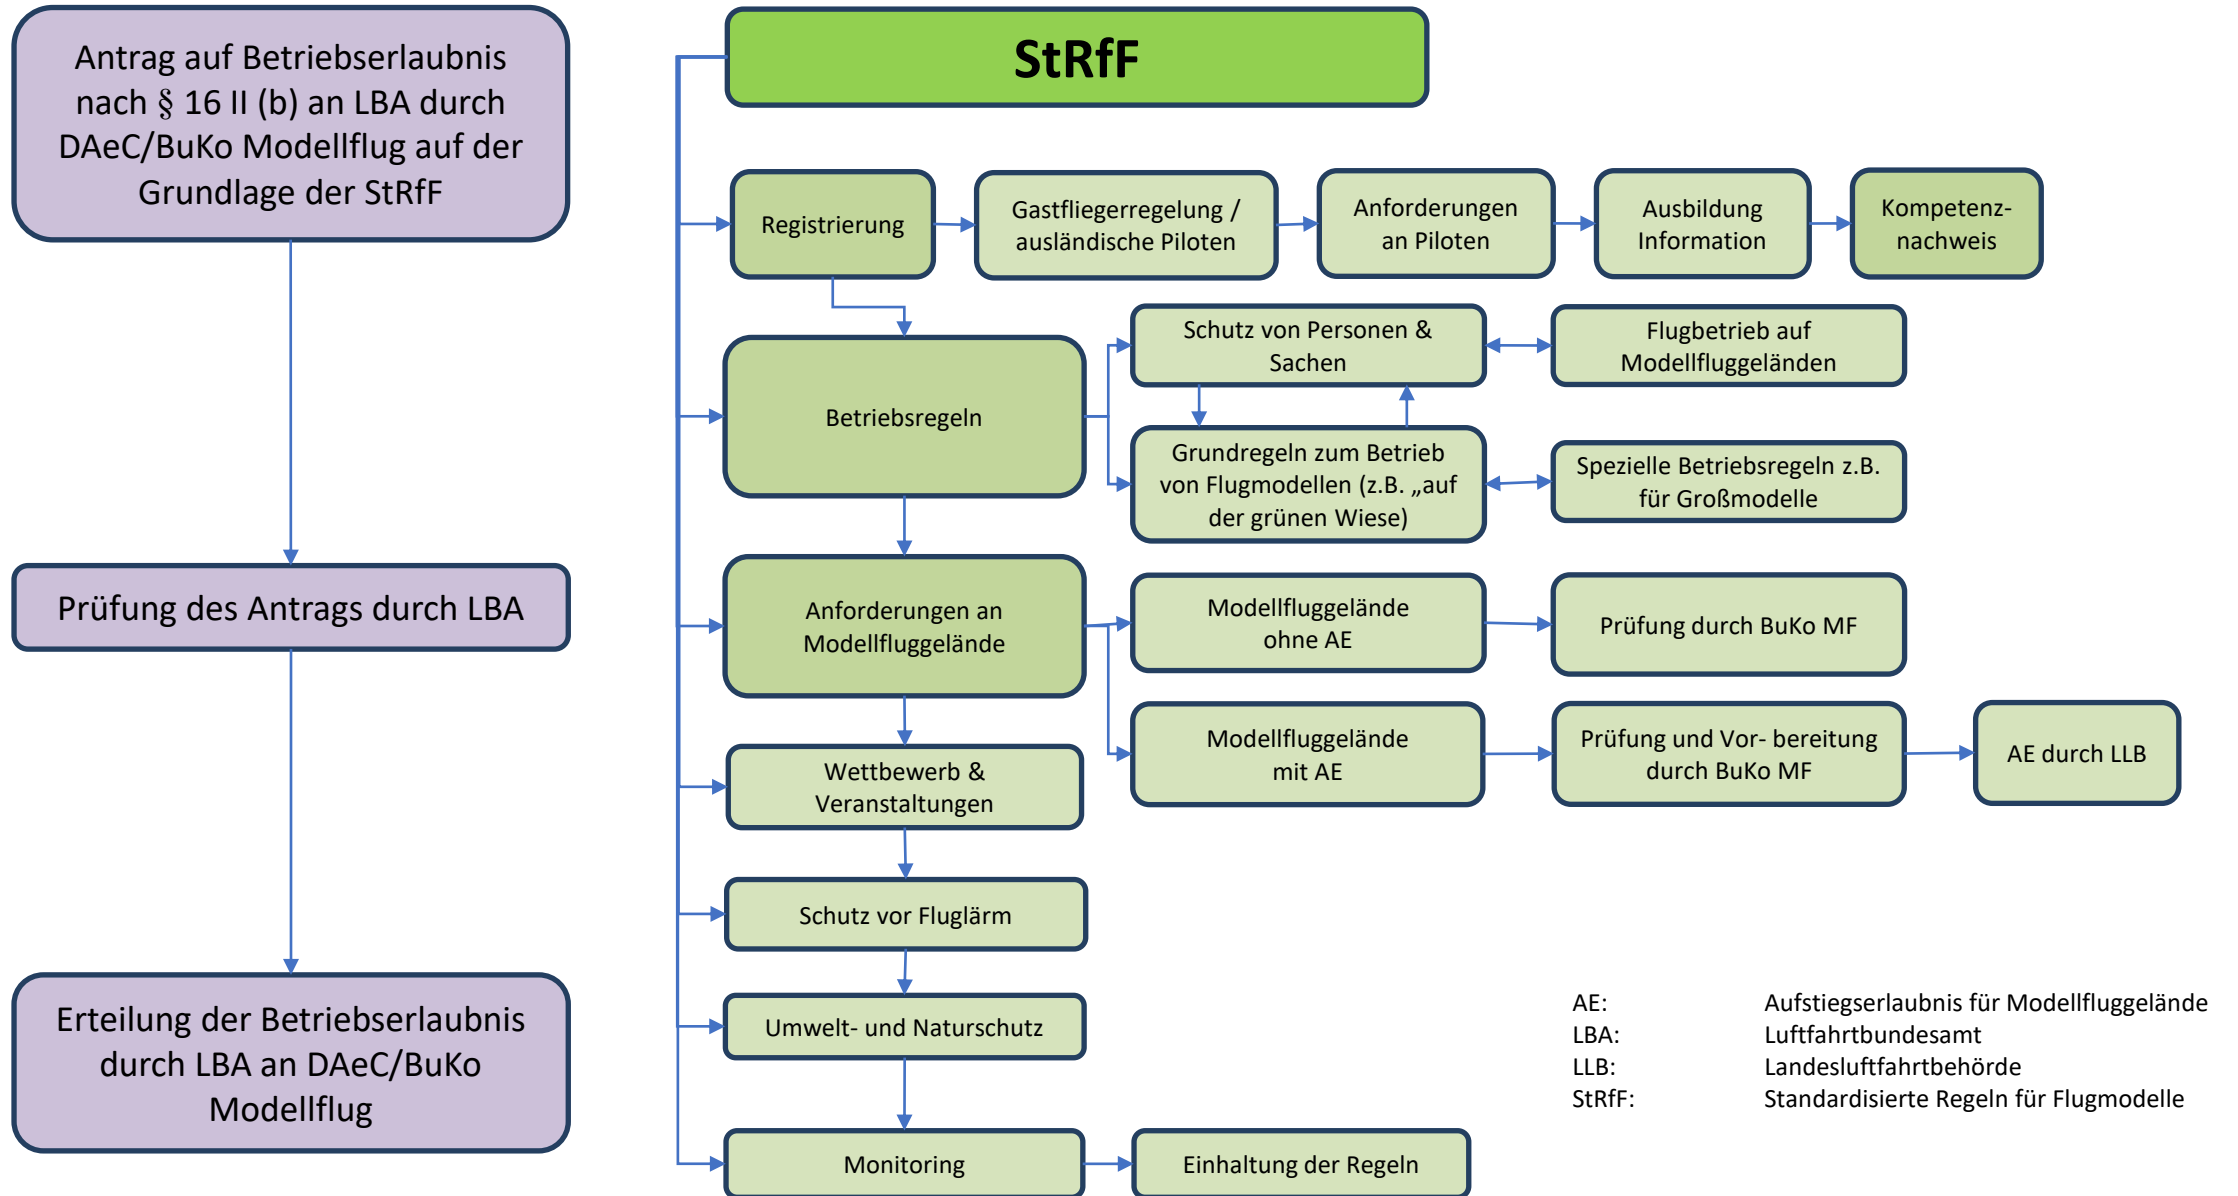 Antrag auf Betriebserlaubnis
nach § 16 II (b) an LBA durch
DAeC/BuKo Modellflug auf der
Grundlage der StRfF
Prüfung des Antrags durch LBA
Erteilung der Betriebserlaubnis
durch LBA an DAeC/BuKo
Modellflug
StRfF
Registrierung
Gastfliegerregelung /
ausländische Piloten
Anforderungen
an Piloten
Ausbildung
Information
Kompetenz-
nachweis
Betriebsregeln
Schutz von Personen &
Sachen
Flugbetrieb auf
Modellfluggeländen
Grundregeln zum Betrieb
von Flugmodellen (z.B. „auf
der grünen Wiese)
Spezielle Betriebsregeln z.B.
für Großmodelle
Anforderungen an
Modellfluggelände
Modellfluggelände
ohne AE
Prüfung durch BuKo MF
Modellfluggelände
mit AE
Prüfung und Vor- bereitung
durch BuKo MF
AE durch LLB
Wettbewerb &
Veranstaltungen
Schutz vor Fluglärm
Umwelt- und Naturschutz
Monitoring
Einhaltung der Regeln
AE: Aufstiegserlaubnis für Modellfluggelände
LBA: Luftfahrtbundesamt
LLB: Landesluftfahrtbehörde
StRfF: Standardisierte Regeln für Flugmodelle